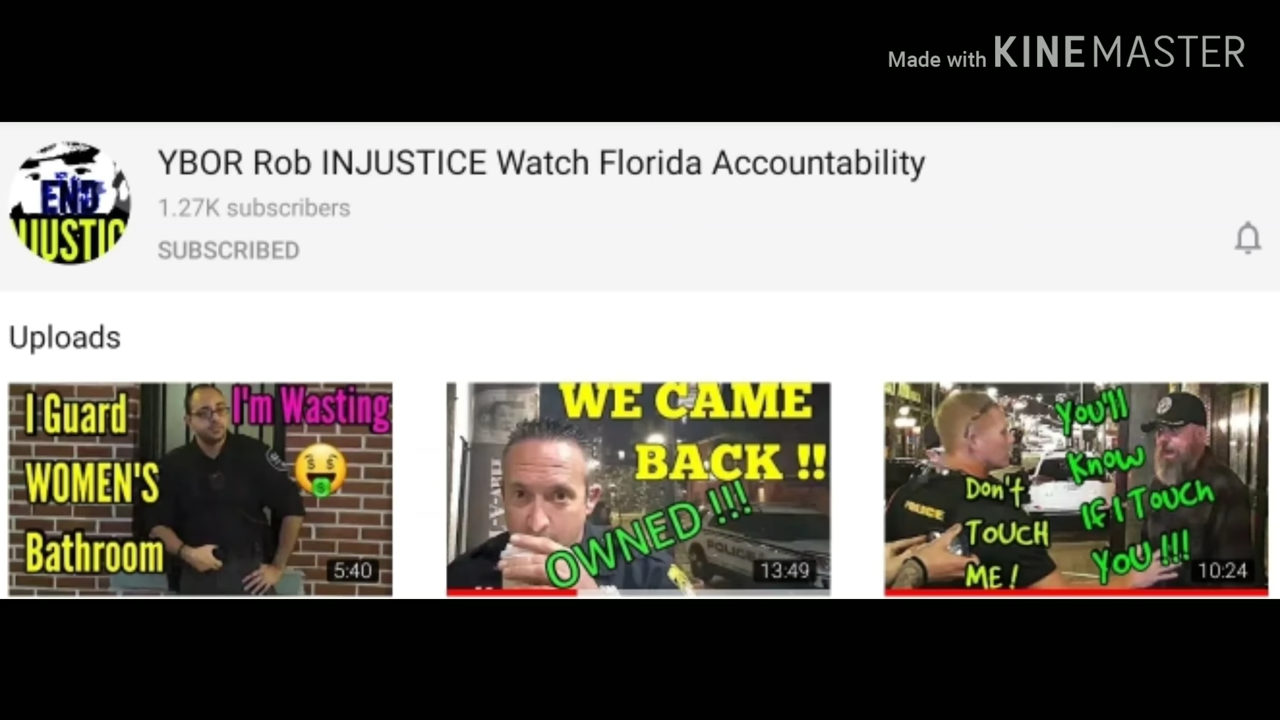 Made with KINEMASTER
YBOR Rob INJUSTICE Watch Florida Accountability
1.27K subscribers
SUBSCRIBED
END
Uploads
I Guard
WOMEN'S
Bathroom
I'm Wasting
5:40
WE CAME
BACK !!
OWNED !!!
POLICE
13:49
POLICE
Don't
TOUCH
ME!
You'll
Know
If I Touch
You !!!
10:24